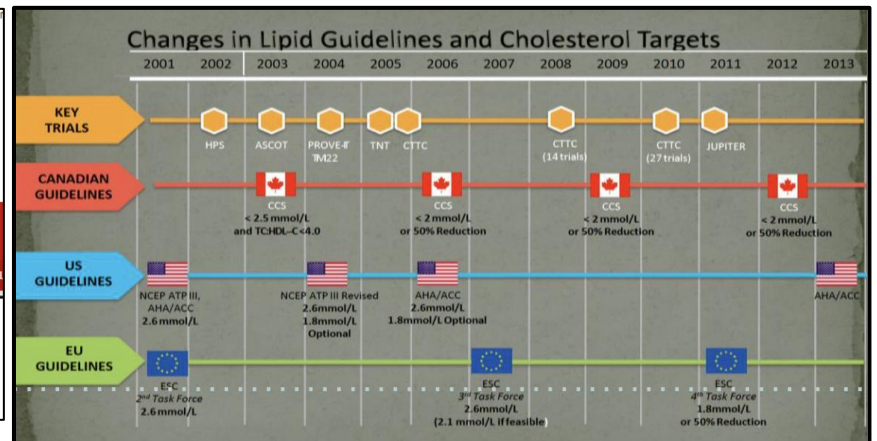 Changes in Lipid Guidelines and Cholesterol Targets
2001 2002 2003 2004 2005 2006 2007 2008 2009 2010 2011 2012 2013
KEY
TRIALS
HPS
ASCOT
PROVE-IT
TIM22
TNT
CTTC
CTTC
(14 trials)
CTTC
(27 trials)
JUPITER
CANADIAN
GUIDELINES
CCS
< 2.5 mmol/L
and TC:HDL-C<4.0
CCS
< 2 mmol/L
or 50% Reduction
CCS
< 2 mmol/L
or 50% Reduction
CCS
< 2 mmol/L
or 50% Reduction
US
GUIDELINES
NCEP ATP III,
AHA/ACC
2.6mmol/L
NCEP ATP III Revised
2.6mmol/L
1.8mmol/L
Optional
AHA/ACC
2.6mmol/L
1.8mmol/L Optional
AHA/ACC
EU
GUIDELINES
ESC
2nd Task Force
2.6mmol/L
ESC
3rd Task Force
2.6mmol/L
(2.1 mmol/L if feasible)
ESC
4th Task Force
1.8mmol/L
or 50% Reduction